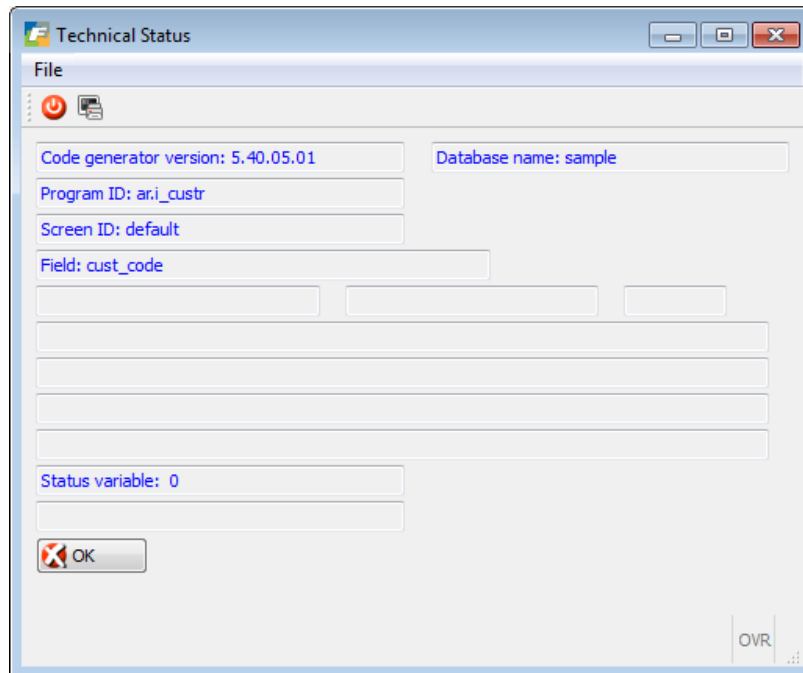 Technical Status
File
Code generator version: 5.40.05.01 Database name: sample
Program ID: ar.i_custr
Screen ID: default
Field: cust_code
Status variable: 0
OK
OVR